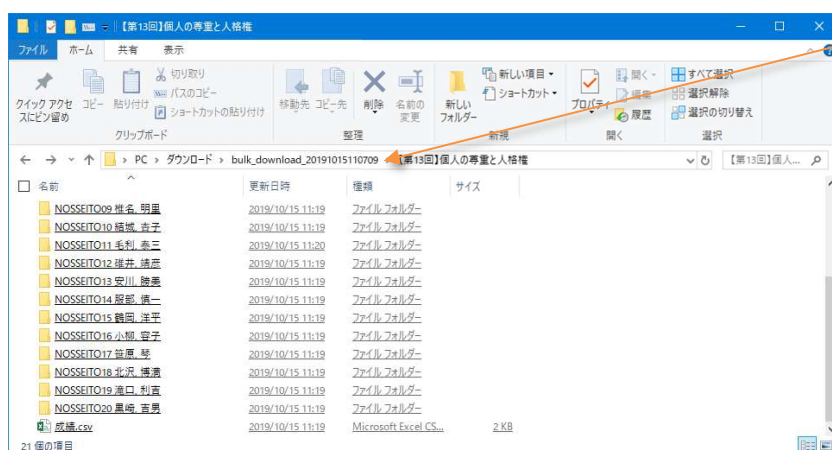 【第13回】個人の尊重と人格権
ファイル ホーム 共有 表示
クイック アクセスにピン留め
コピー
貼り付け
切り取り
パスのコピー
ショートカットの貼り付け
移動先 コピー先 削除 名前の変更
新しいフォルダー
新しい項目
ショートカット
プロパティ
開く
編集
履歴
すべて選択
選択解除
選択の切り替え
クリップボード 整理 新規 開く 選択
PC › ダウンロード › bulk_download_20191015110709 【第13回】個人の尊重と人格権
【第13回】個人...
名前 更新日時 種類 サイズ
NOSSEITO09 椎名, 明里 2019/10/15 11:19 ファイル フォルダー
NOSSEITO10 結城, 吉子 2019/10/15 11:19 ファイル フォルダー
NOSSEITO11 毛利, 泰三 2019/10/15 11:20 ファイル フォルダー
NOSSEITO12 碓井, 靖彦 2019/10/15 11:19 ファイル フォルダー
NOSSEITO13 安川, 勝美 2019/10/15 11:19 ファイル フォルダー
NOSSEITO14 服部, 慎一 2019/10/15 11:19 ファイル フォルダー
NOSSEITO15 鶴岡, 洋平 2019/10/15 11:19 ファイル フォルダー
NOSSEITO16 小柳, 容子 2019/10/15 11:19 ファイル フォルダー
NOSSEITO17 笹原, 琴 2019/10/15 11:19 ファイル フォルダー
NOSSEITO18 北沢, 博満 2019/10/15 11:19 ファイル フォルダー
NOSSEITO19 滝口, 利吉 2019/10/15 11:19 ファイル フォルダー
NOSSEITO20 黒崎, 吉男 2019/10/15 11:19 ファイル フォルダー
成績.csv 2019/10/15 11:19 Microsoft Excel CS... 2 KB
21 個の項目